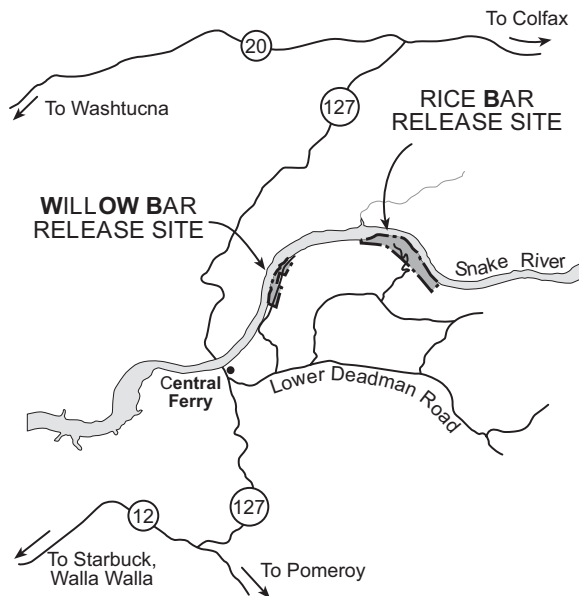 To Colfax
20
To Washtucna
127
RICE BAR
RELEASE SITE
WILLOW BAR
RELEASE SITE
Snake River
Central
Ferry
Lower Deadman Road
127
12
To Starbuck,
Walla Walla
To Pomeroy